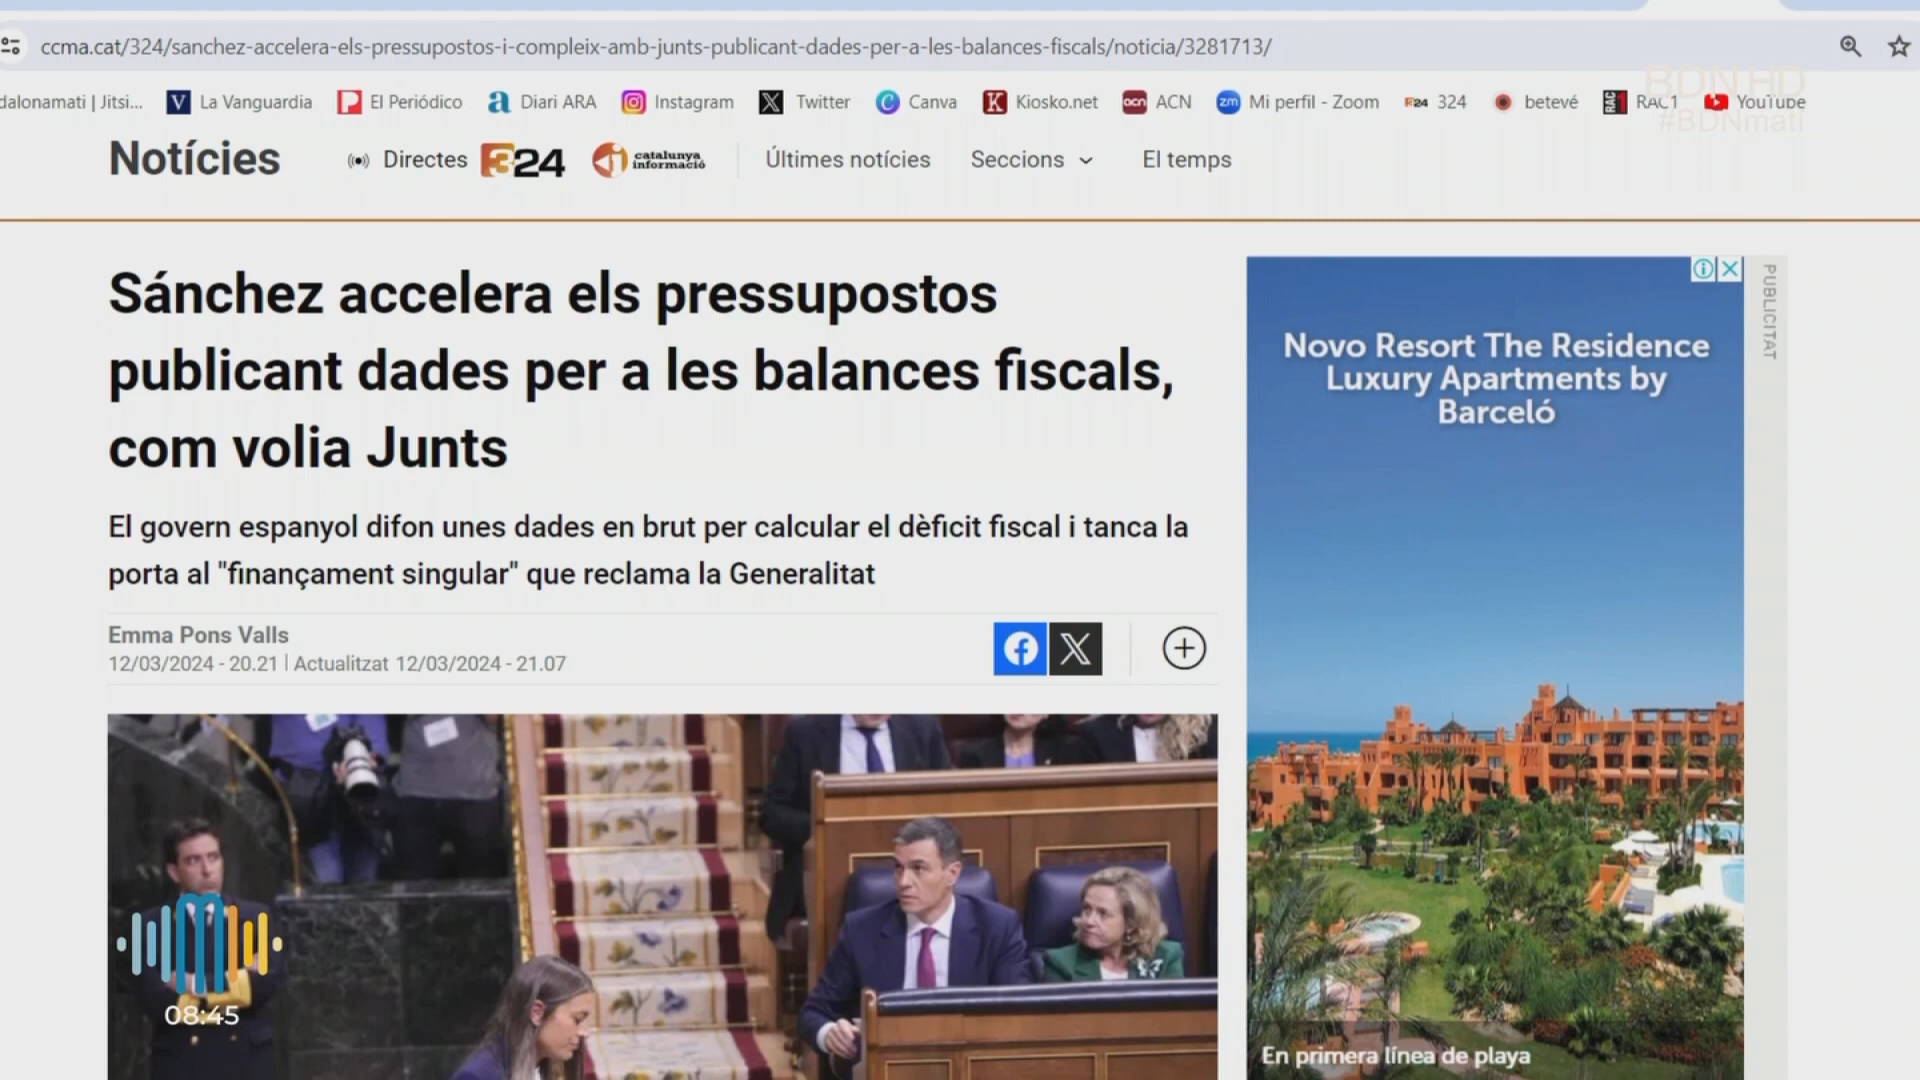 ccma.cat/324/sanchez-accelera-els-pressupostos-i-compleix-amb-junts-publicant-dades-per-a-les-balances-fiscals/noticia/3281713/
BDN HD
dalonamati | Jitsi... La Vanguardia El Periódico Diari ARA Instagram Twitter Canva Kiosko.net ACN Mi perfil - Zoom 324 betevé RAC1 YouTube
#BDNmatí
Notícies Directes 324 catalunya informació Últimes notícies Seccions El temps
Sánchez accelera els pressupostos
publicant dades per a les balances fiscals,
com volia Junts
El govern espanyol difon unes dades en brut per calcular el dèficit fiscal i tanca la
porta al "finançament singular" que reclama la Generalitat
Emma Pons Valls
12/03/2024 - 20.21 | Actualitzat 12/03/2024 - 21.07
08:45
PUBLICITAT
Novo Resort The Residence
Luxury Apartments by
Barceló
En primera línea de playa